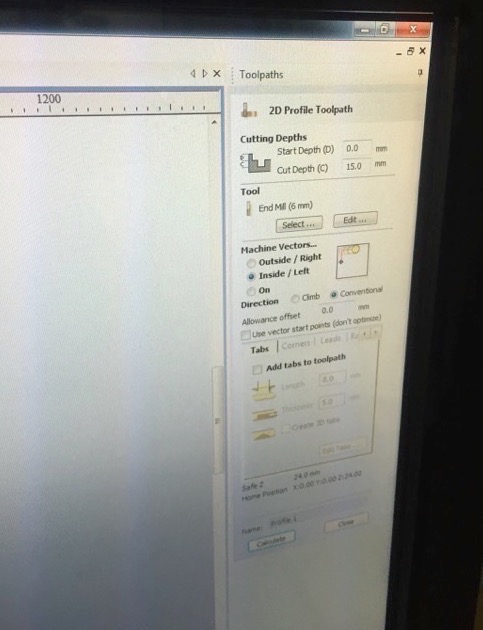 Toolpaths
1200
2D Profile Toolpath
Cutting Depths
Start Depth (D) 0.0 mm
Cut Depth (C) 15.0 mm
Tool
End Mill (6 mm)
Select ... Edit ...
Machine Vectors...
Outside / Right
Inside / Left
On
Direction Climb Conventional
Allowance offset 0.0 mm
Use vector start points (don't optimize)
Tabs Corners Leads
Add tabs to toolpath
Length 8.0 mm
Thickness 5.0 mm
Create 3D tabs
Edit Tabs ...
Safe Z 24.0 mm
Home Position X:0.00 Y:0.00 Z:24.00
Name: Profile 1
Calculate Close